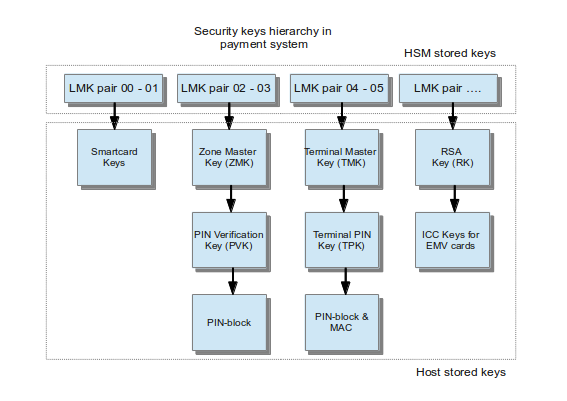 Security keys hierarchy in
payment system
HSM stored keys
LMK pair 00 - 01
LMK pair 02 - 03
LMK pair 04 - 05
LMK pair ....
Smartcard
Keys
Zone Master
Key (ZMK)
Terminal Master
Key (TMK)
RSA
Key (RK)
PIN Verification
Key (PVK)
Terminal PIN
Key (TPK)
ICC Keys for
EMV cards
PIN-block
PIN-block &
MAC
Host stored keys